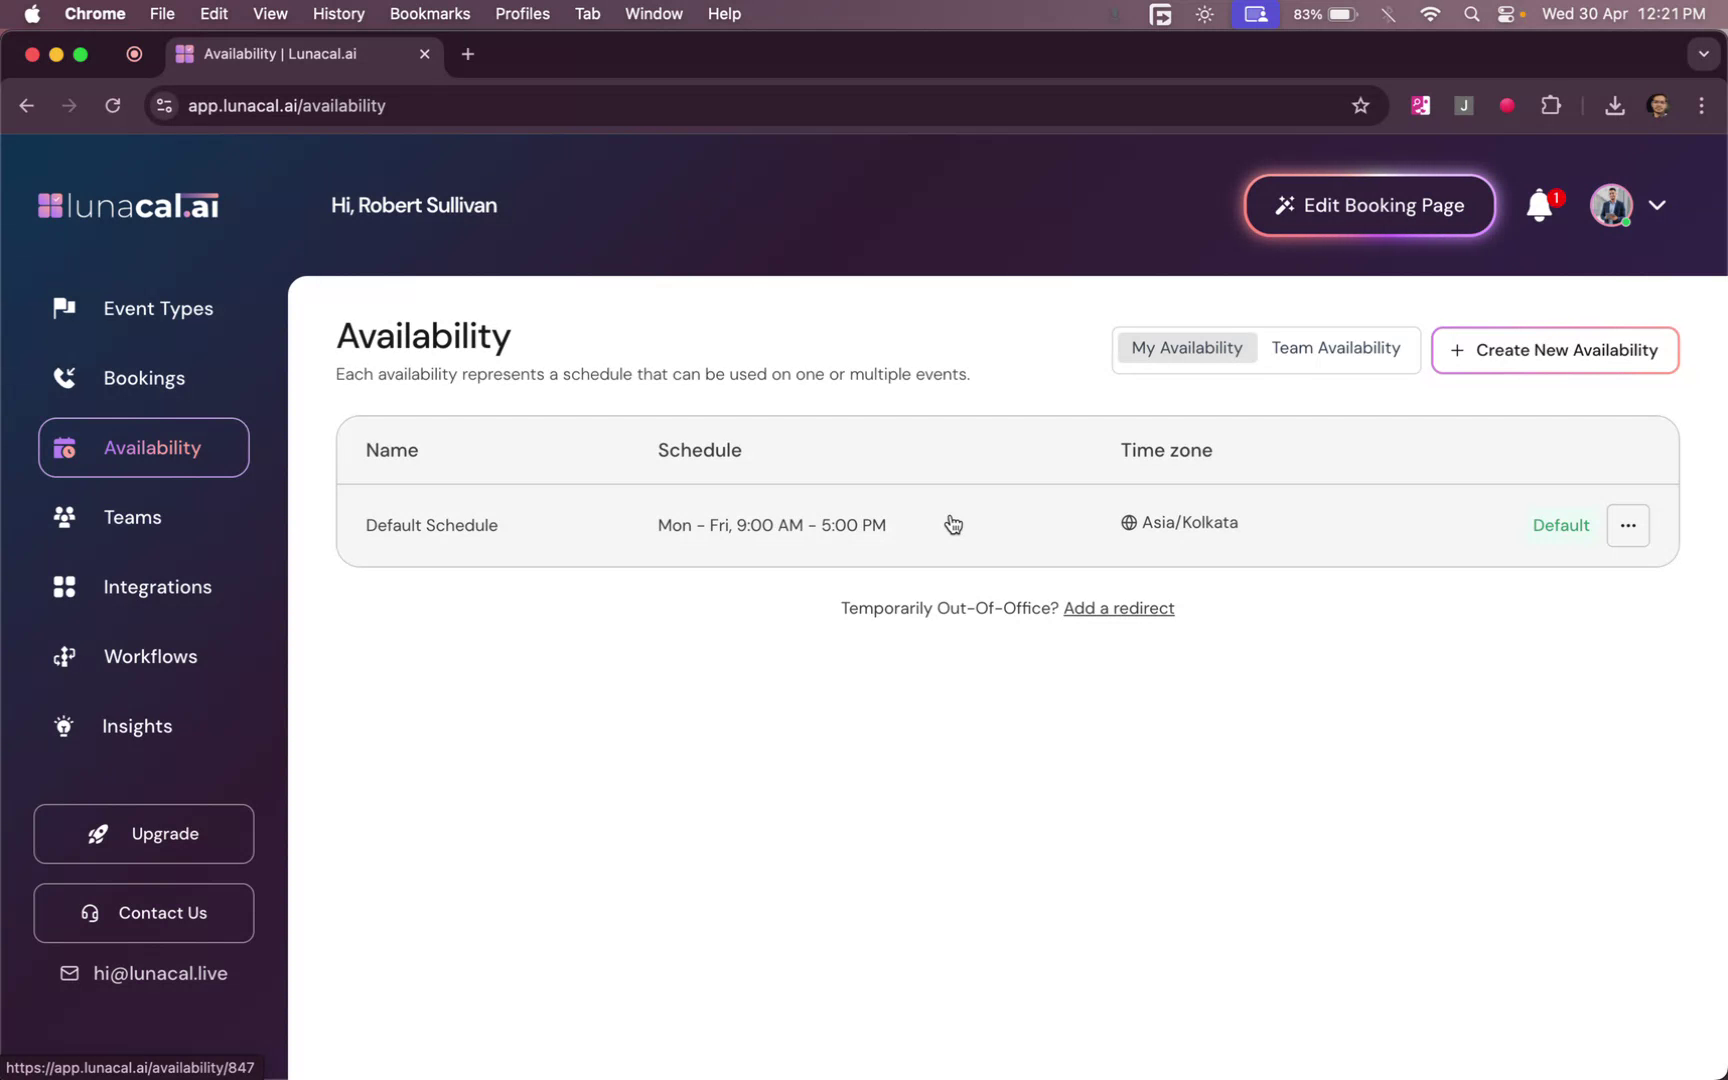 Chrome File Edit View History Bookmarks Profiles Tab Window Help 83% Wed 30 Apr 12:21 PM
Availability | Lunacal.ai
app.lunacal.ai/availability
J
lunacal.ai
Hi, Robert Sullivan
Edit Booking Page
1
Event Types
Bookings
Availability
Teams
Integrations
Workflows
Insights
Upgrade
Contact Us
hi@lunacal.live
Availability
Each availability represents a schedule that can be used on one or multiple events.
My Availability Team Availability
+ Create New Availability
Name Schedule Time zone
Default Schedule Mon - Fri, 9:00 AM - 5:00 PM Asia/Kolkata Default
Temporarily Out-Of-Office? Add a redirect
https://app.lunacal.ai/availability/847